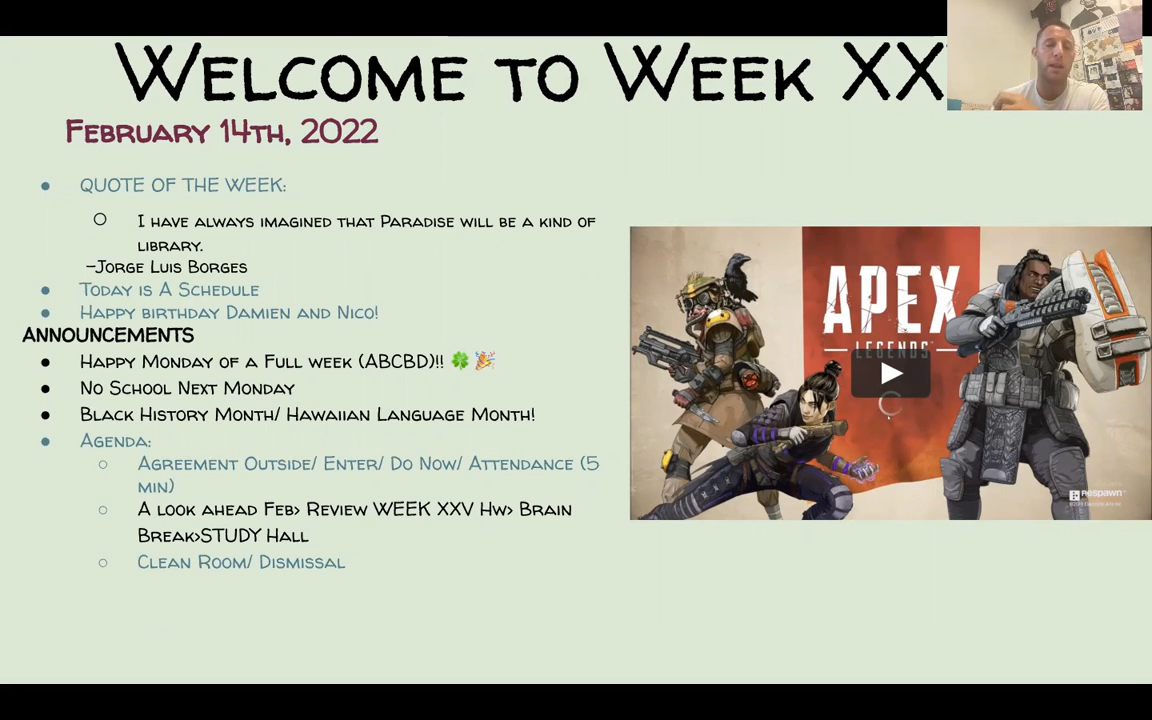 Welcome to Week XX
February 14th, 2022
QUOTE OF THE WEEK:
I have always imagined that Paradise will be a kind of
library.
-Jorge Luis Borges
Today is A Schedule
Happy birthday Damien and Nico!
ANNOUNCEMENTS
Happy Monday of a Full week (ABCBD)!! 🍀 🎉
No School Next Monday
Black History Month/ Hawaiian Language Month!
Agenda:
Agreement Outside/ Enter/ Do Now/ Attendance (5
min)
A look ahead Feb> Review WEEK XXV Hw> Brain
Break>STUDY Hall
Clean Room/ Dismissal
APEX
LEGENDS
Respawn